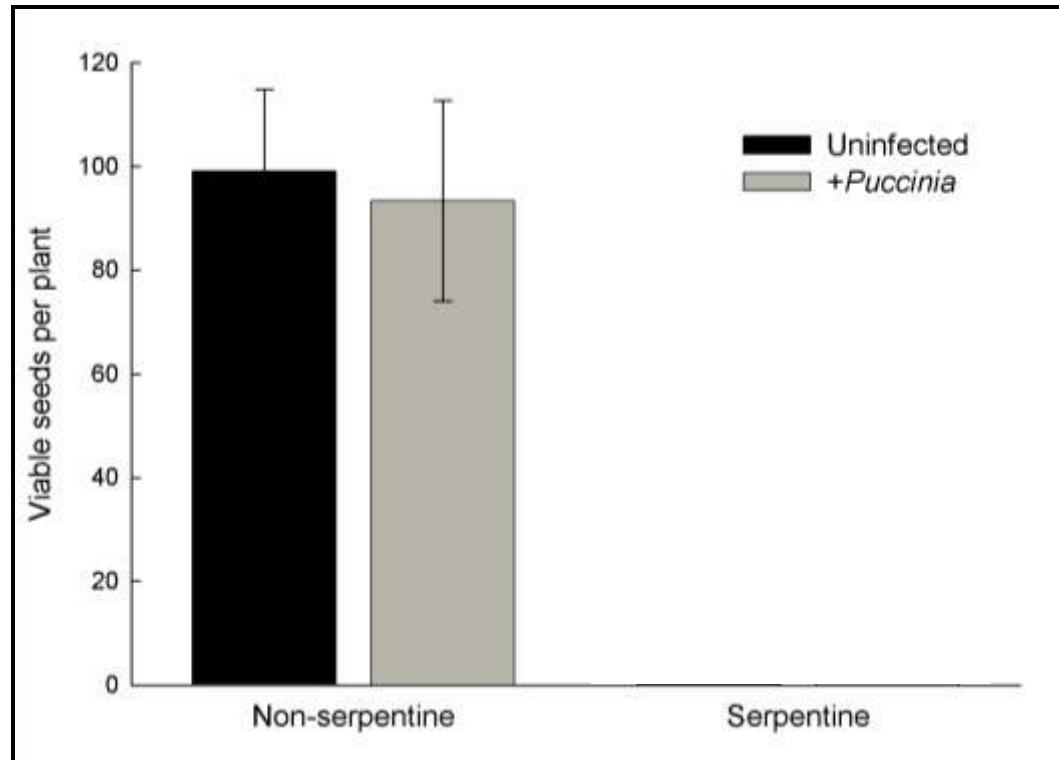 120
100
80
60
40
20
0
Viable seeds per plant
Uninfected
+Puccinia
Non-serpentine
Serpentine